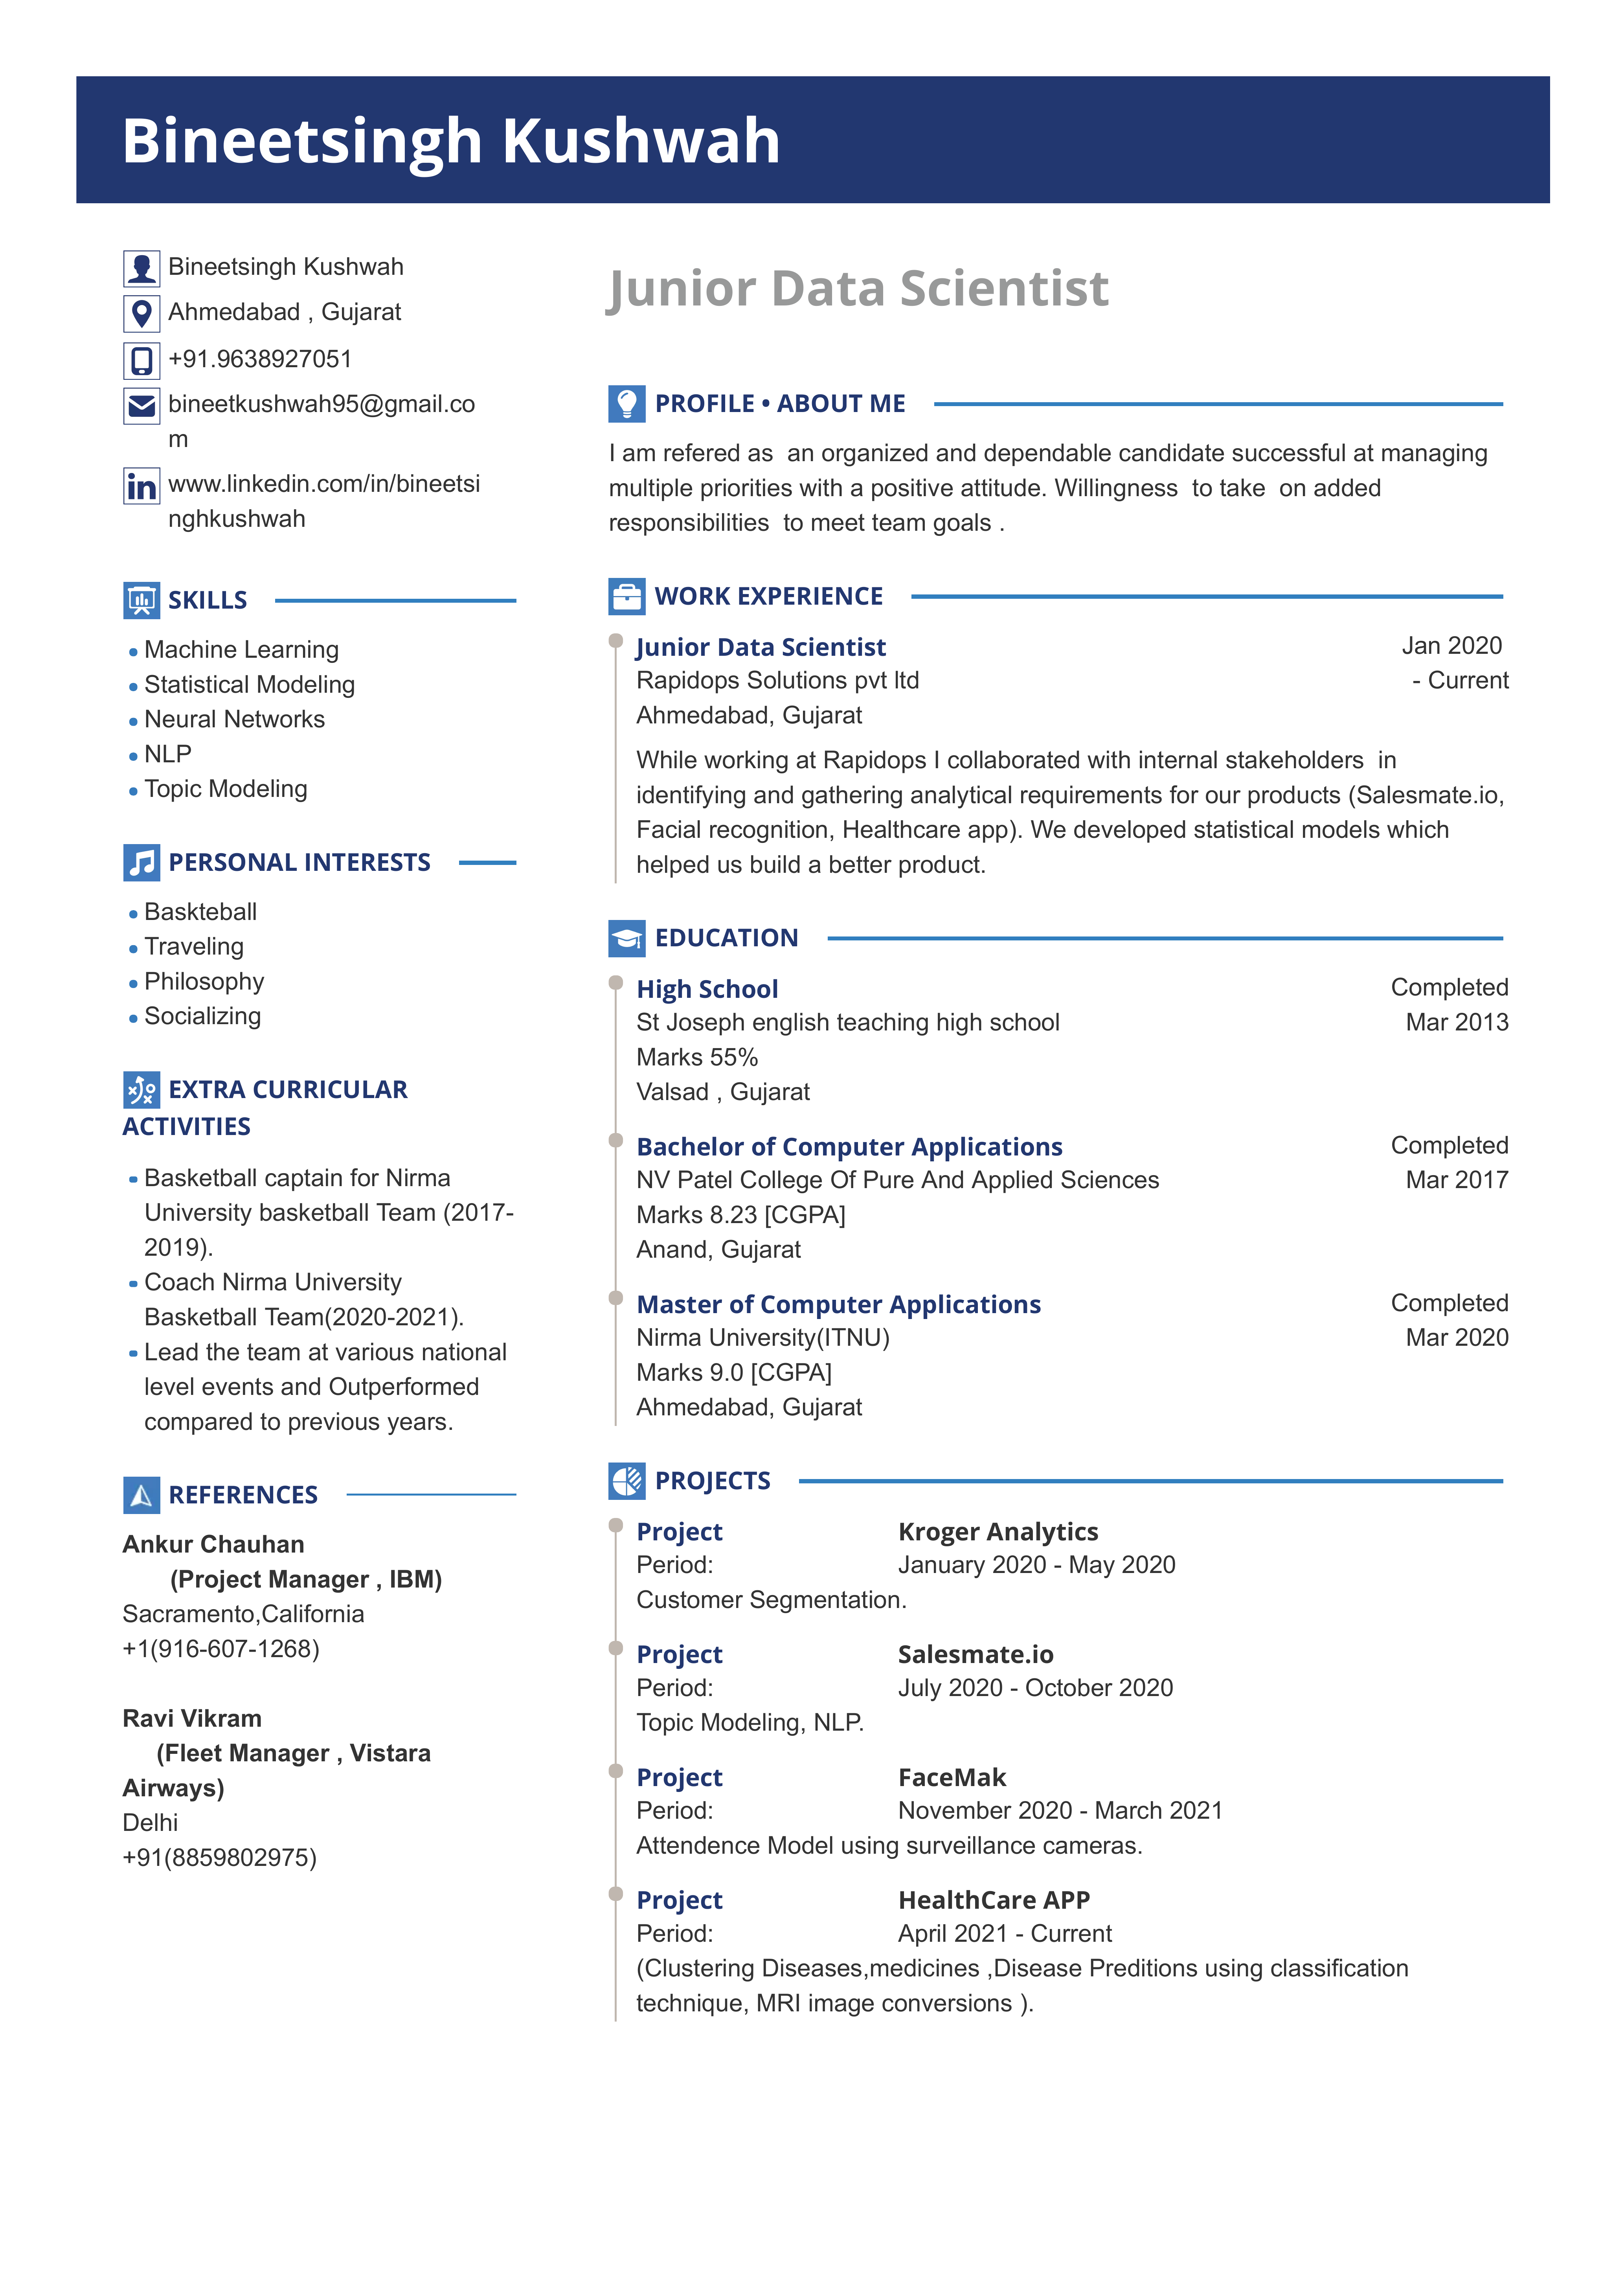 Bineetsingh Kushwah
Bineetsingh Kushwah
Ahmedabad , Gujarat
+91.9638927051
bineetkushwah95@gmail.co
m
www.linkedin.com/in/bineetsi
nghkushwah
SKILLS
Machine Learning
Statistical Modeling
Neural Networks
NLP
Topic Modeling
PERSONAL INTERESTS
Baskteball
Traveling
Philosophy
Socializing
EXTRA CURRICULAR
ACTIVITIES
Basketball captain for Nirma
University basketball Team (2017-
2019).
Coach Nirma University
Basketball Team(2020-2021).
Lead the team at various national
level events and Outperformed
compared to previous years.
REFERENCES
Ankur Chauhan
(Project Manager , IBM)
Sacramento,California
+1(916-607-1268)
Ravi Vikram
(Fleet Manager , Vistara
Airways)
Delhi
+91(8859802975)
Junior Data Scientist
PROFILE • ABOUT ME
I am refered as  an organized and dependable candidate successful at managing
multiple priorities with a positive attitude. Willingness  to take  on added
responsibilities  to meet team goals .
WORK EXPERIENCE
Junior Data Scientist Jan 2020
Rapidops Solutions pvt ltd - Current
Ahmedabad, Gujarat
While working at Rapidops I collaborated with internal stakeholders  in
identifying and gathering analytical requirements for our products (Salesmate.io,
Facial recognition, Healthcare app). We developed statistical models which
helped us build a better product.
EDUCATION
High School Completed
St Joseph english teaching high school Mar 2013
Marks 55%
Valsad , Gujarat
Bachelor of Computer Applications Completed
NV Patel College Of Pure And Applied Sciences Mar 2017
Marks 8.23 [CGPA]
Anand, Gujarat
Master of Computer Applications Completed
Nirma University(ITNU) Mar 2020
Marks 9.0 [CGPA]
Ahmedabad, Gujarat
PROJECTS
Project Kroger Analytics
Period: January 2020 - May 2020
Customer Segmentation.
Project Salesmate.io
Period: July 2020 - October 2020
Topic Modeling, NLP.
Project FaceMak
Period: November 2020 - March 2021
Attendence Model using surveillance cameras.
Project HealthCare APP
Period: April 2021 - Current
(Clustering Diseases,medicines ,Disease Preditions using classification
technique, MRI image conversions ).